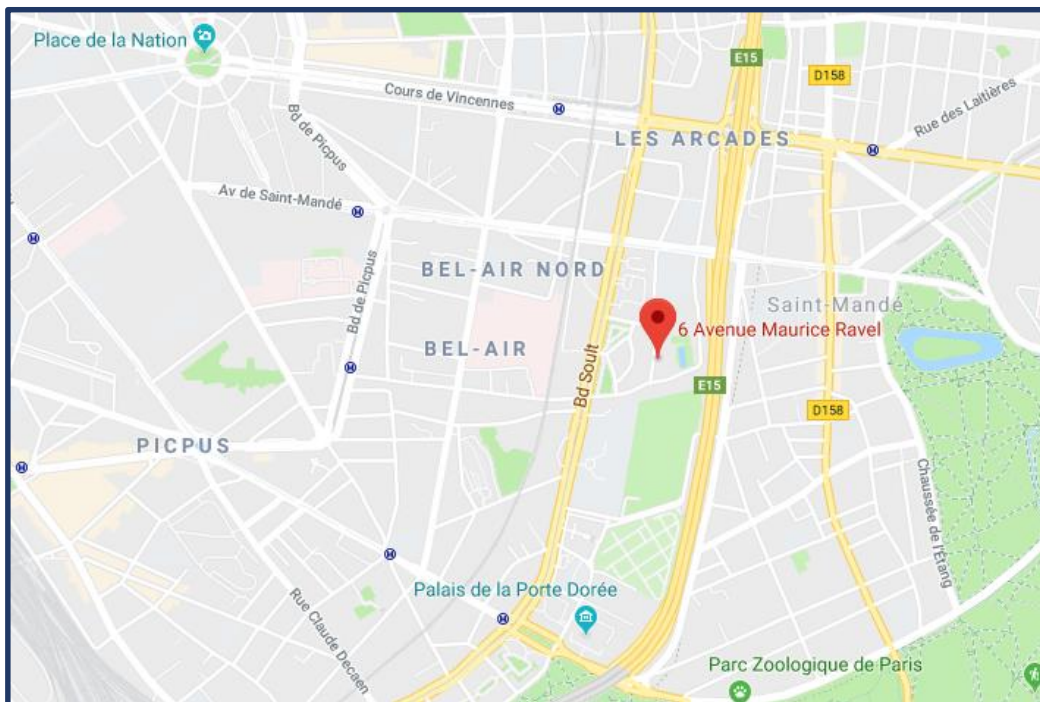 Place de la Nation
E15
D158
Cours de Vincennes
Rue des Laitières
Bd de Picpus
LES ARCADES
Av de Saint-Mandé
Bd de Picpus
BEL-AIR NORD
Saint-Mandé
6 Avenue Maurice Ravel
BEL-AIR
Bd Soult
E15
D158
PICPUS
Chaussée de l'Étang
Palais de la Porte Dorée
Rue Claude Decaen
Parc Zoologique de Paris